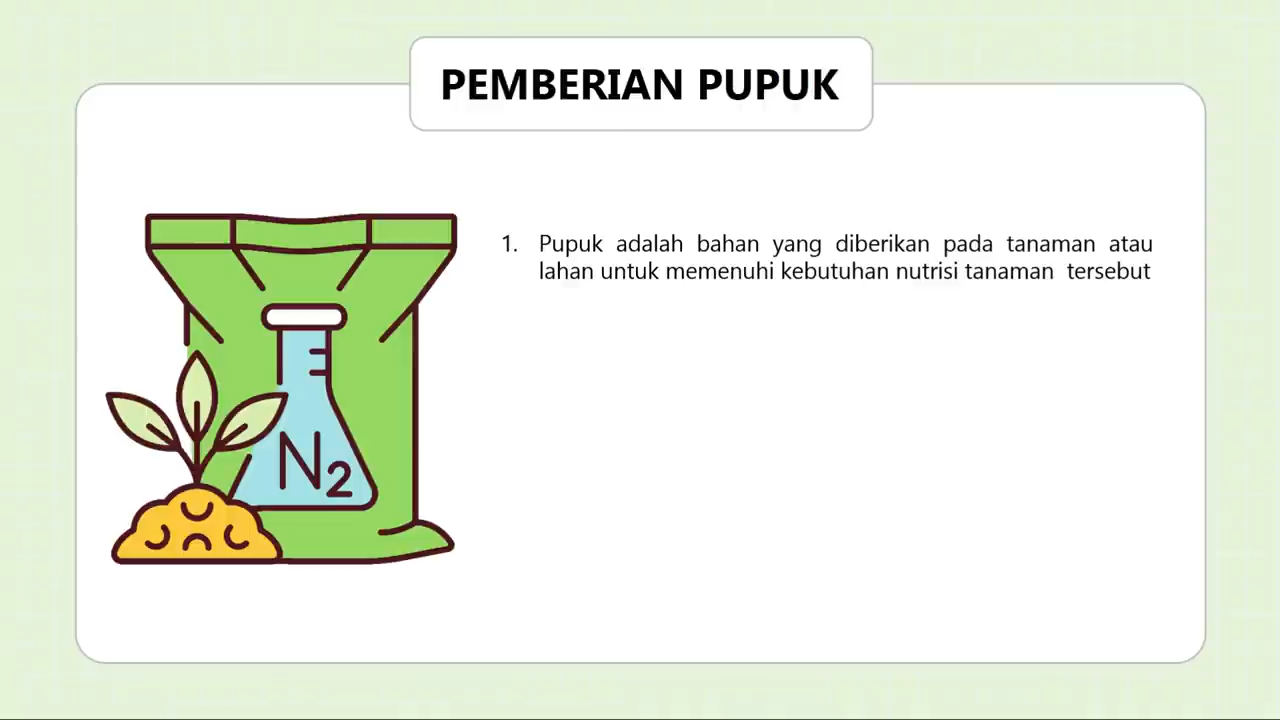 PEMBERIAN PUPUK
1. Pupuk adalah bahan yang diberikan pada tanaman atau
lahan untuk memenuhi kebutuhan nutrisi tanaman tersebut
N2